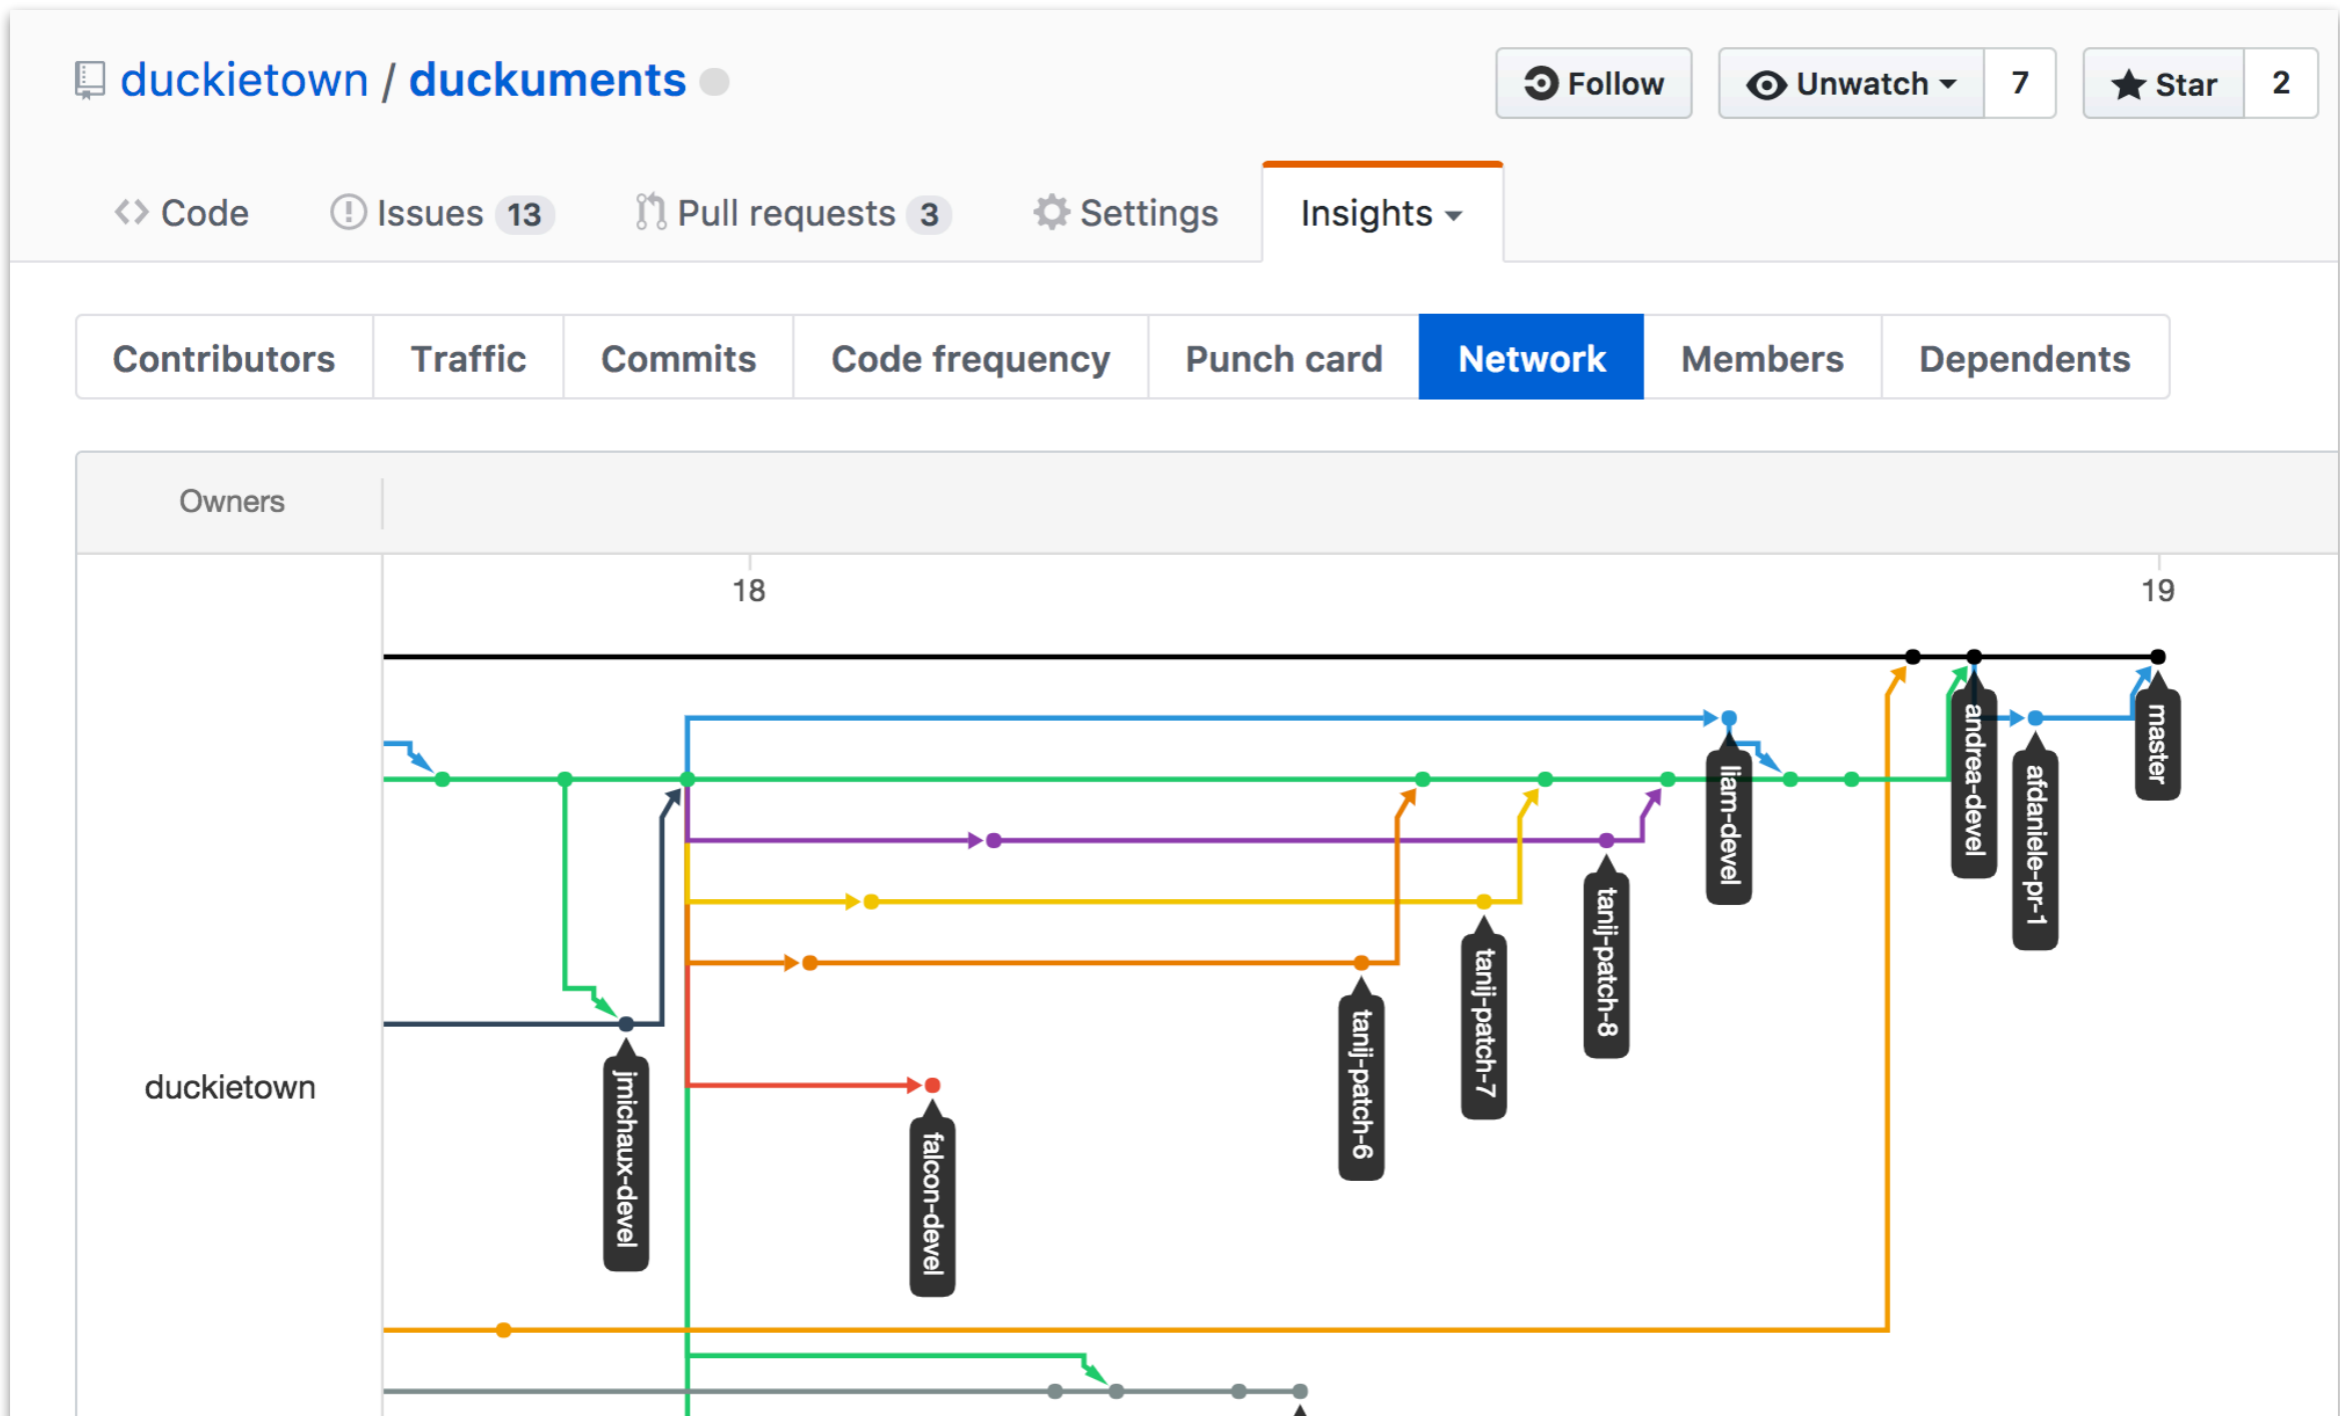 duckietown / duckuments
Follow
Unwatch 7
Star 2
Code
Issues 13
Pull requests 3
Settings
Insights
Contributors
Traffic
Commits
Code frequency
Punch card
Network
Members
Dependents
Owners
18
19
duckietown
jmichaux-devel
falcon-devel
tanij-patch-6
tanij-patch-7
tanij-patch-8
liam-devel
andrea-devel
afdaniele-pr-1
master